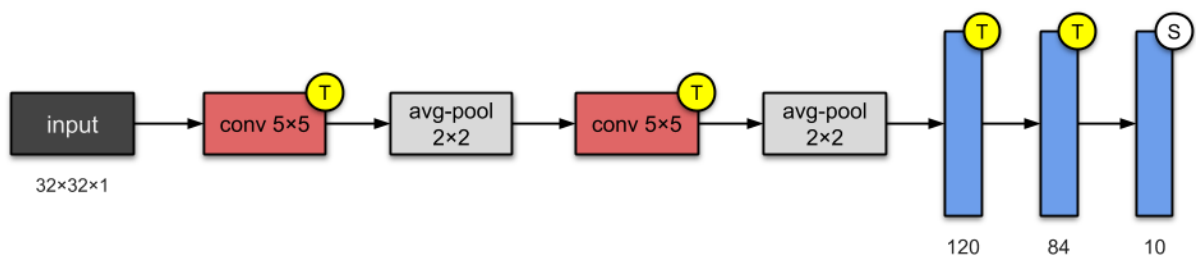 input
32×32×1
conv 5×5
T
avg-pool
2×2
conv 5×5
T
avg-pool
2×2
T
120
T
84
S
10